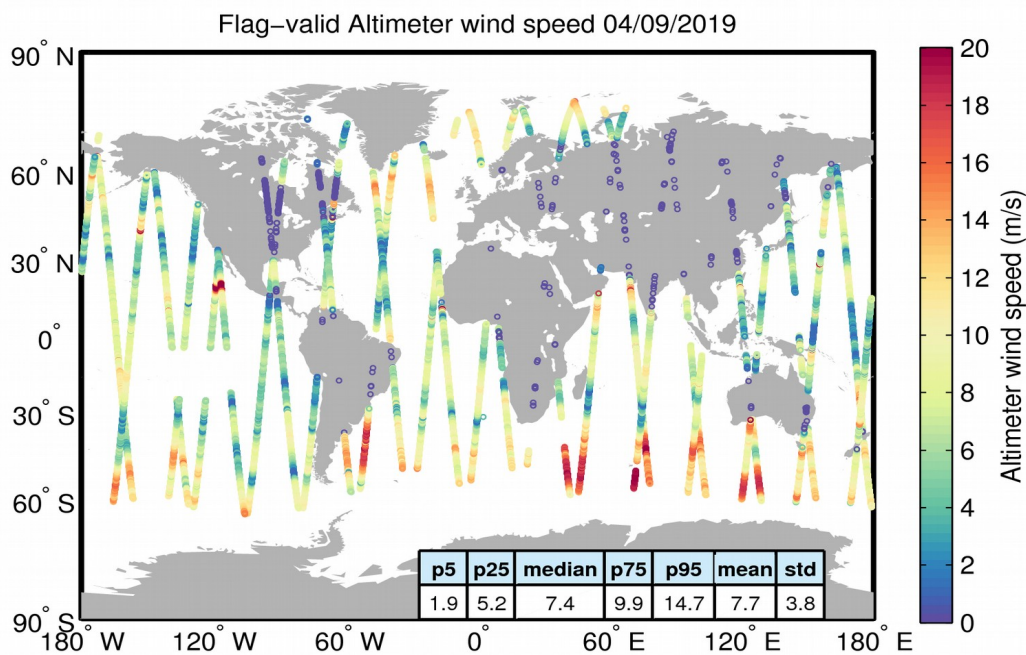 Flag−valid Altimeter wind speed 04/09/2019
90° N
60° N
30° N
0°
30° S
60° S
90° S
180° W
120° W
60° W
0°
60° E
120° E
180° E
p5 p25 median p75 p95 mean std
1.9 5.2 7.4 9.9 14.7 7.7 3.8
20
18
16
14
12
10
8
6
4
2
0
Altimeter wind speed (m/s)